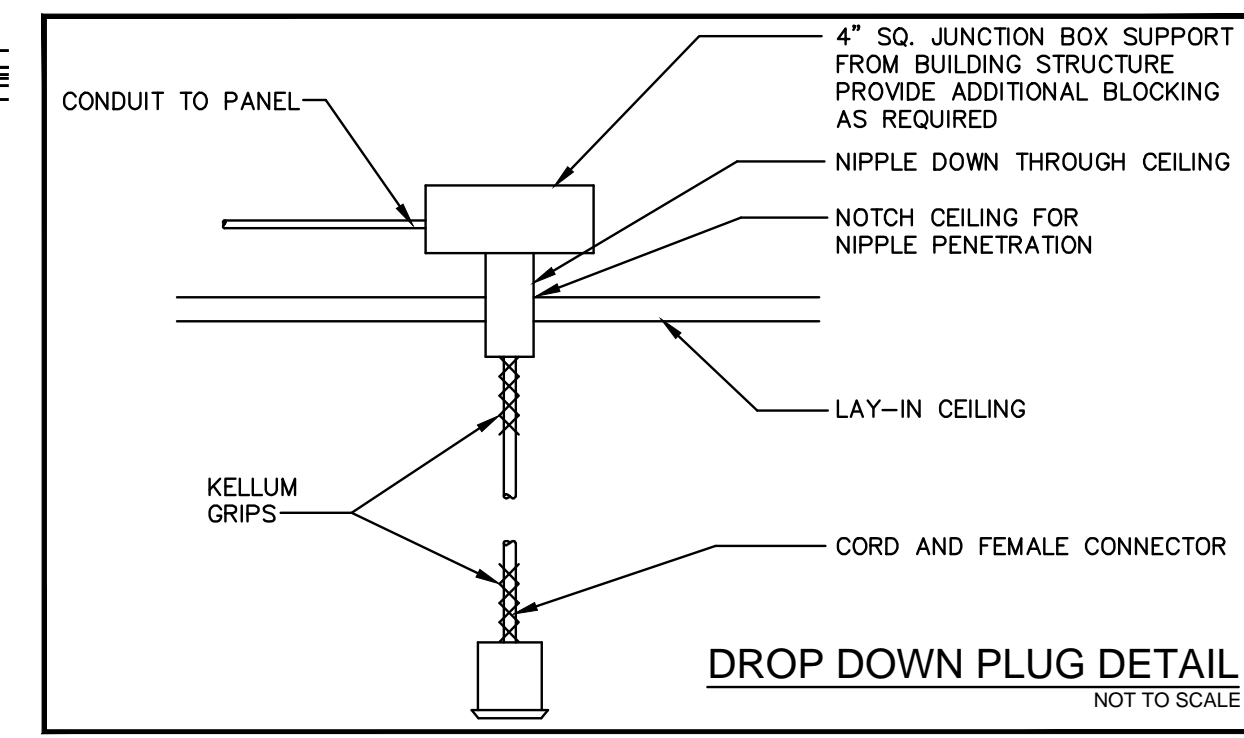 4" SQ. JUNCTION BOX SUPPORT
FROM BUILDING STRUCTURE
PROVIDE ADDITIONAL BLOCKING
AS REQUIRED
CONDUIT TO PANEL
NIPPLE DOWN THROUGH CEILING
NOTCH CEILING FOR
NIPPLE PENETRATION
LAY-IN CEILING
KELLUM
GRIPS
CORD AND FEMALE CONNECTOR
DROP DOWN PLUG DETAIL
NOT TO SCALE